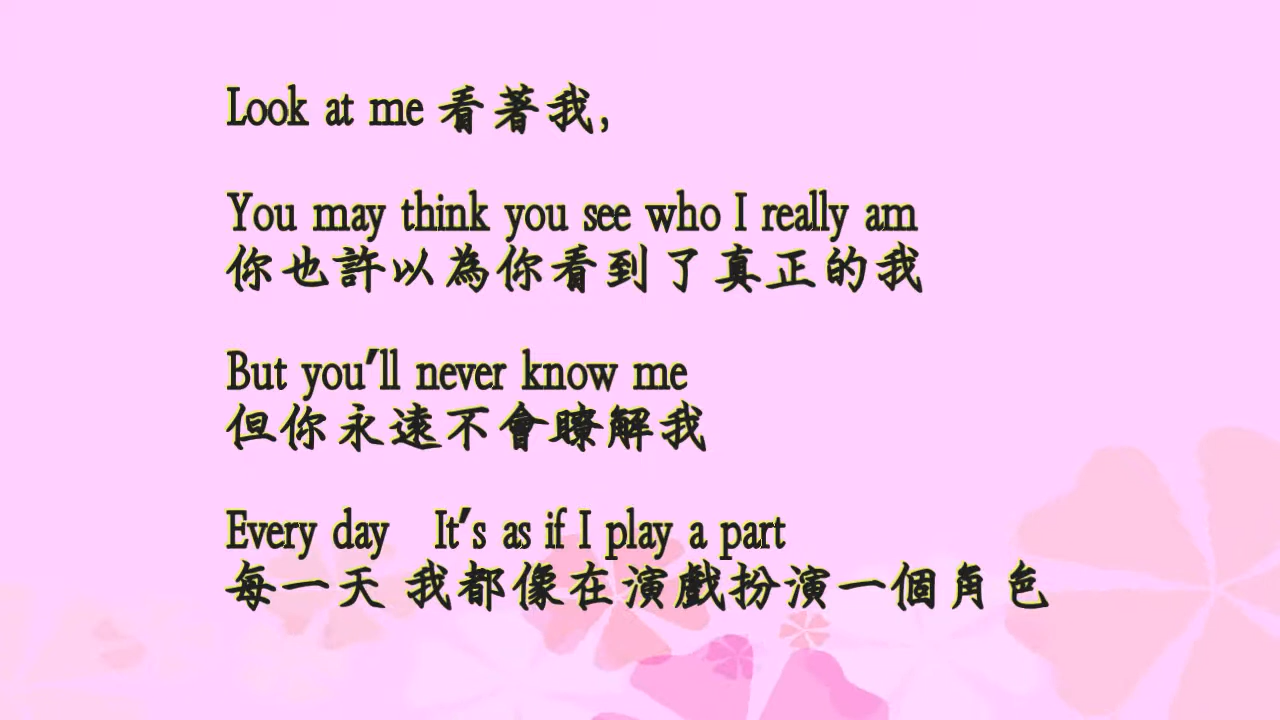 Look at me 看著我,
You may think you see who I really am
你也許以為你看到了真正的我
But you'll never know me
但你永遠不會瞭解我
Every day It's as if I play a part
每一天 我都像在演戲扮演一個角色